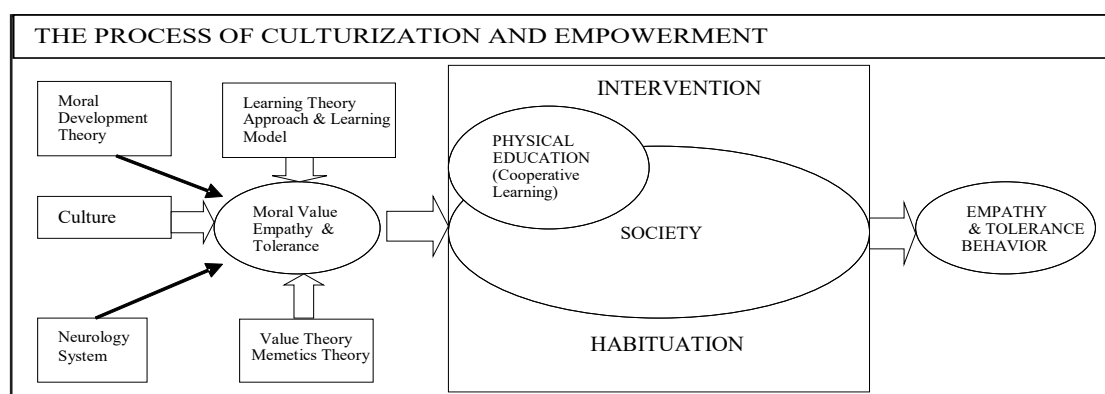 THE PROCESS OF CULTURIZATION AND EMPOWERMENT
Moral
Development
Theory
Learning Theory
Approach & Learning
Model
Culture
Moral Value
Empathy &
Tolerance
Neurology
System
Value Theory
Memetics Theory
INTERVENTION
PHYSICAL
EDUCATION
(Cooperative
Learning)
SOCIETY
HABITUATION
EMPATHY
& TOLERANCE
BEHAVIOR